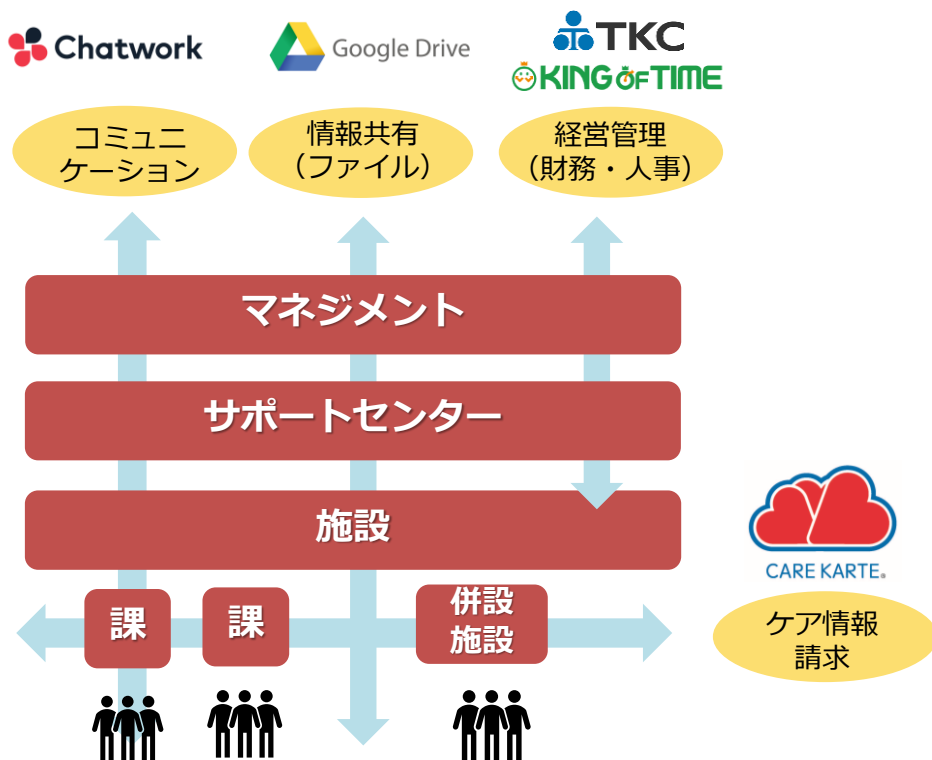 Chatwork
Google Drive
TKC
KING OF TIME
コミュニ
ケーション
情報共有
（ファイル）
経営管理
（財務・人事）
マネジメント
サポートセンター
施設
CARE KARTE®
課
課
併設
施設
ケア情報
請求